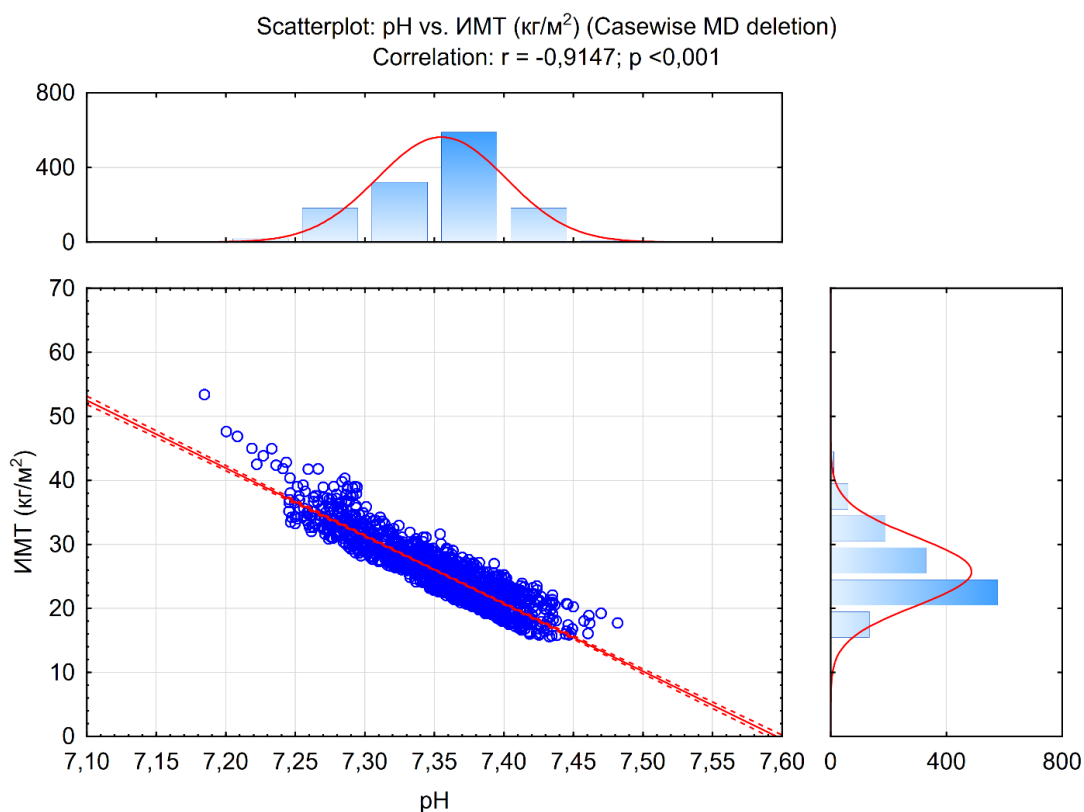 Scatterplot: pH vs. ИМТ (кг/м²) (Casewise MD deletion)
Correlation: r = -0,9147; p <0,001
800
400
0
70
60
50
40
30
20
10
0
ИМТ (кг/м²)
7,10 7,15 7,20 7,25 7,30 7,35 7,40 7,45 7,50 7,55 7,60
pH
0 400 800